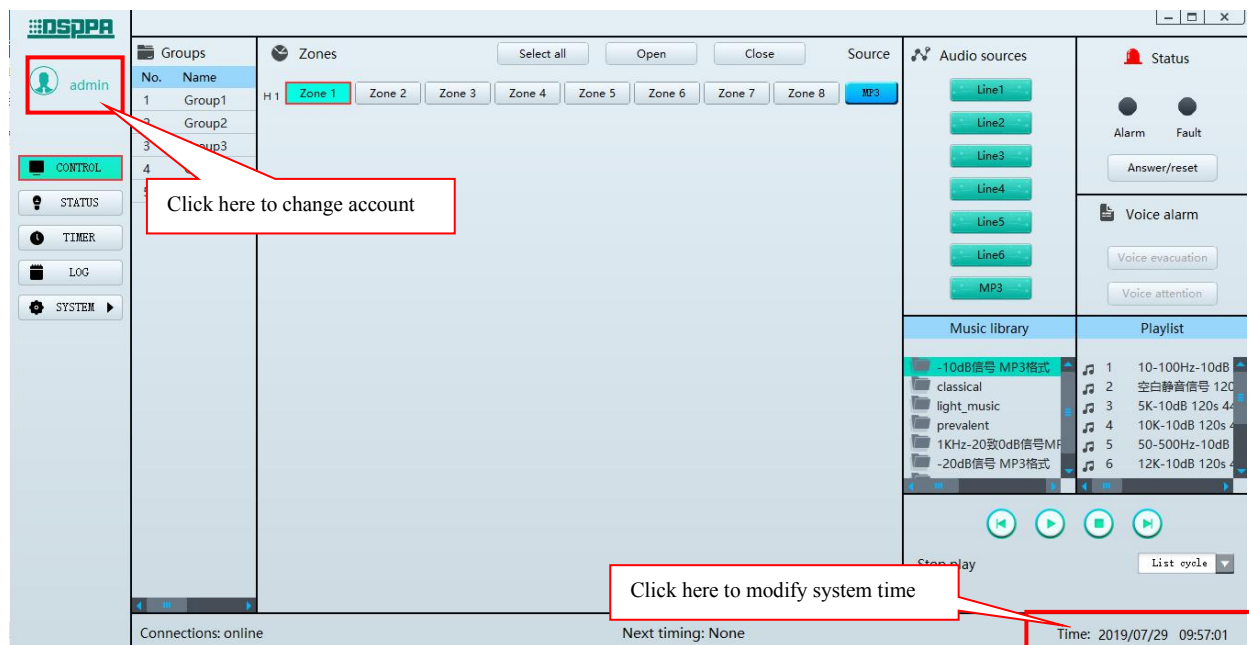 DSPPA
admin
CONTROL
STATUS
TIMER
LOG
SYSTEM
Groups
No. Name
1 Group1
2 Group2
3 Group3
4
Click here to change account
Zones Select all Open Close Source
H 1 Zone 1 Zone 2 Zone 3 Zone 4 Zone 5 Zone 6 Zone 7 Zone 8 MP3
Audio sources
Line1
Line2
Line3
Line4
Line5
Line6
MP3
Status
Alarm Fault
Answer/reset
Voice alarm
Voice evacuation
Voice attention
Music library
-10dB信号 MP3格式
classical
light_music
prevalent
1KHz-20致0dB信号MF
-20dB信号 MP3格式
Playlist
1 10-100Hz-10dB
2 空白静音信号 120
3 5K-10dB 120s 44
4 10K-10dB 120s 4
5 50-500Hz-10dB
6 12K-10dB 120s 4
Stop play List cycle
Click here to modify system time
Connections: online Next timing: None Time: 2019/07/29 09:57:01